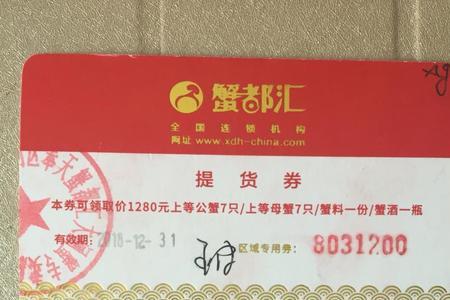 蟹都汇
全国连锁机构
网址 www.xdh-china.com
提货券
本券可领取价1280元上等公蟹7只/上等母蟹7只/蟹料一份/蟹酒一瓶
有效期: 2018-12-31 区域专用券: 8031200